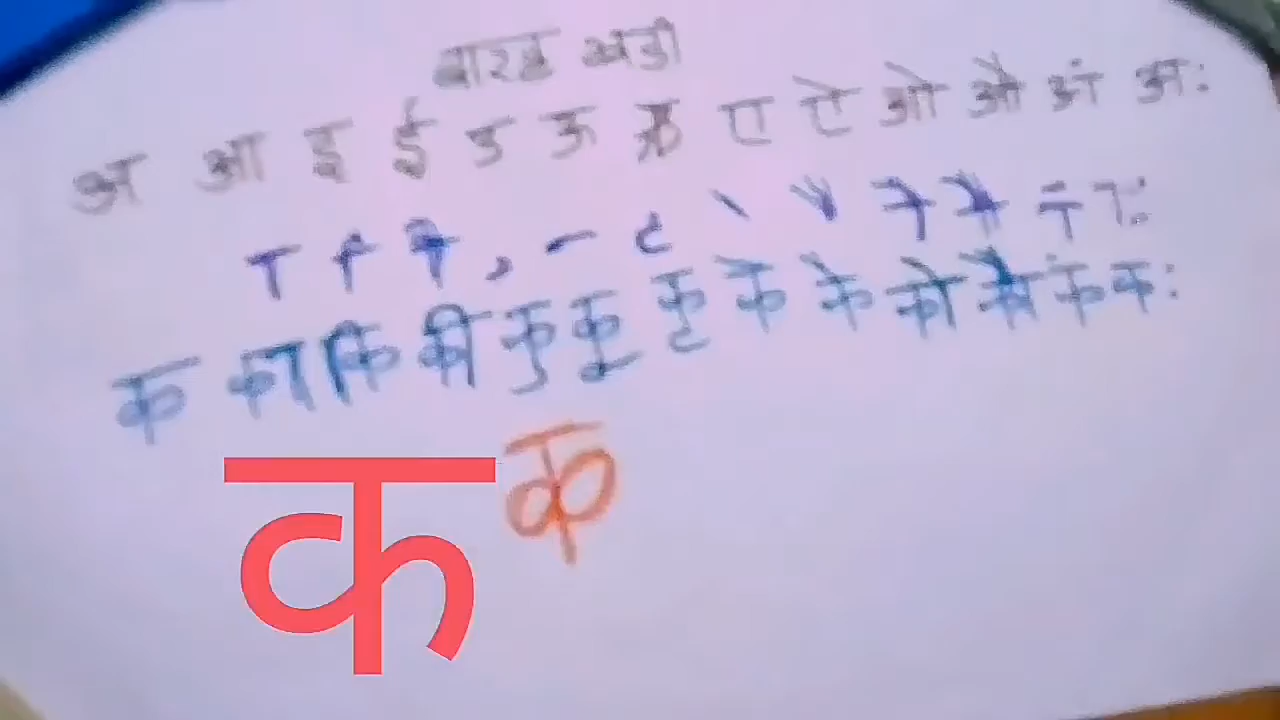 बारह खडी
अ आ इ ई उ ऊ ऋ ए ऐ ओ औ अं अः
ा ि ी ु ू ृ े ै ो ौ ां ाः
क का कि की कु कू कृ के कै को कौ कं कः
क क